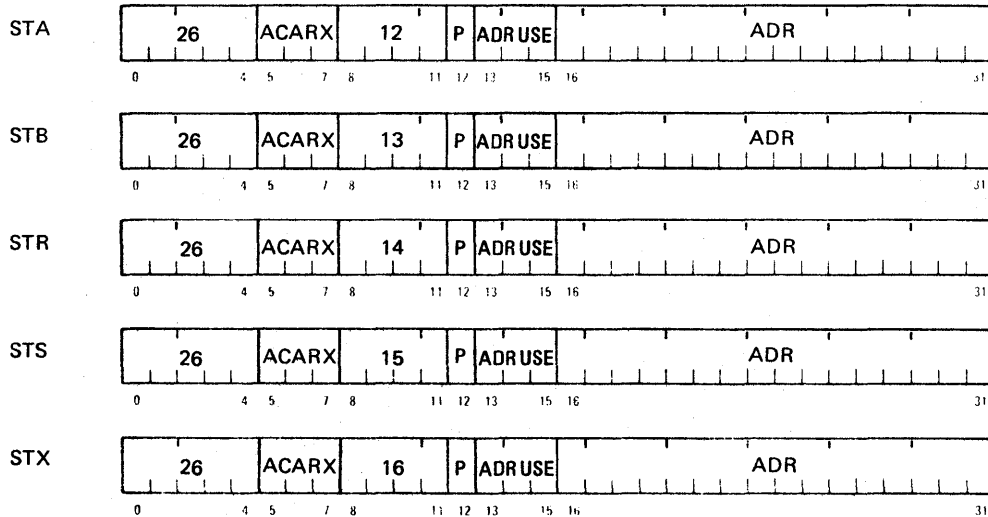 STA 26 ACARX 12 P ADR USE ADR
0 4 5 7 8 11 12 13 15 16 31
STB 26 ACARX 13 P ADR USE ADR
0 4 5 7 8 11 12 13 15 16 31
STR 26 ACARX 14 P ADR USE ADR
0 4 5 7 8 11 12 13 15 16 31
STS 26 ACARX 15 P ADR USE ADR
0 4 5 7 8 11 12 13 15 16 31
STX 26 ACARX 16 P ADR USE ADR
0 4 5 7 8 11 12 13 15 16 31